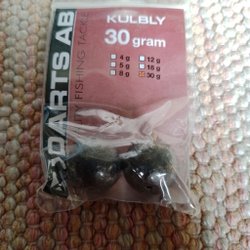 KULBLY
30 gram
4 g 12 g
5 g 15 g
8 g 30 g
DARTS AB
FISHING TACKLE